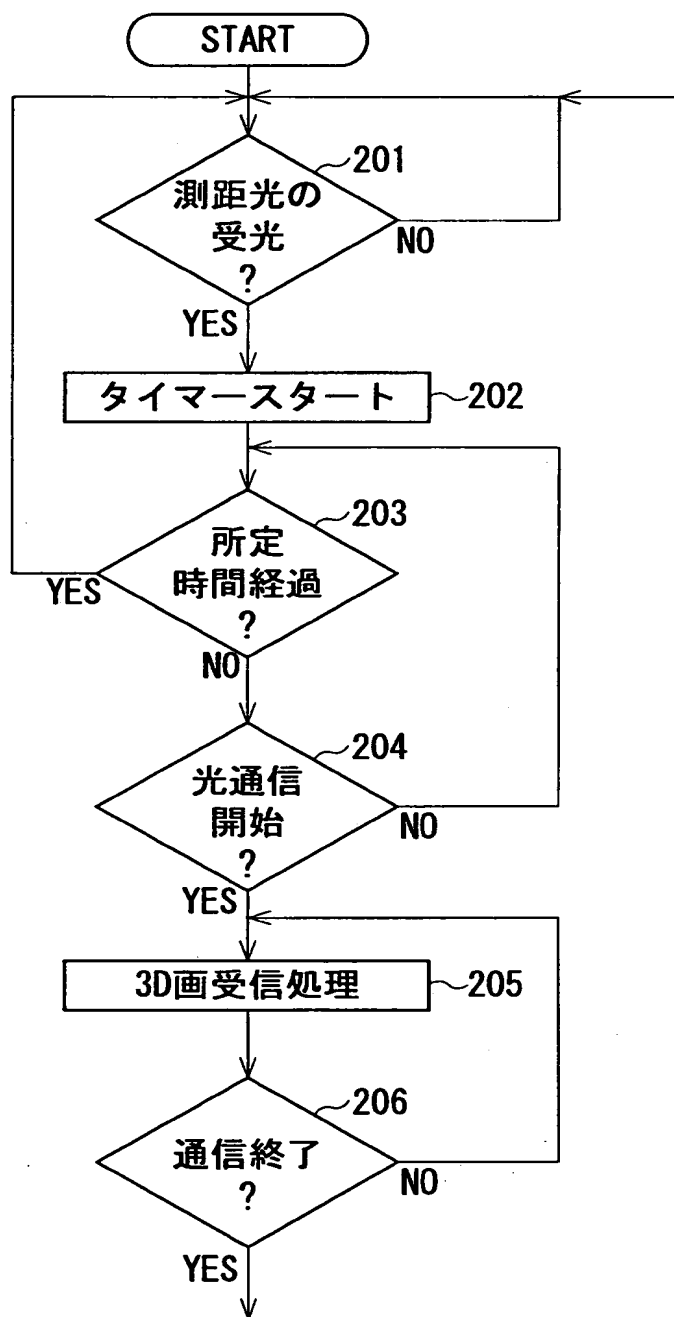 START
201
測距光の
受光
?
NO
YES
タイマースタート
202
203
所定
時間経過
?
YES
NO
204
光通信
開始
?
NO
YES
3D画受信処理
205
206
通信終了
?
NO
YES